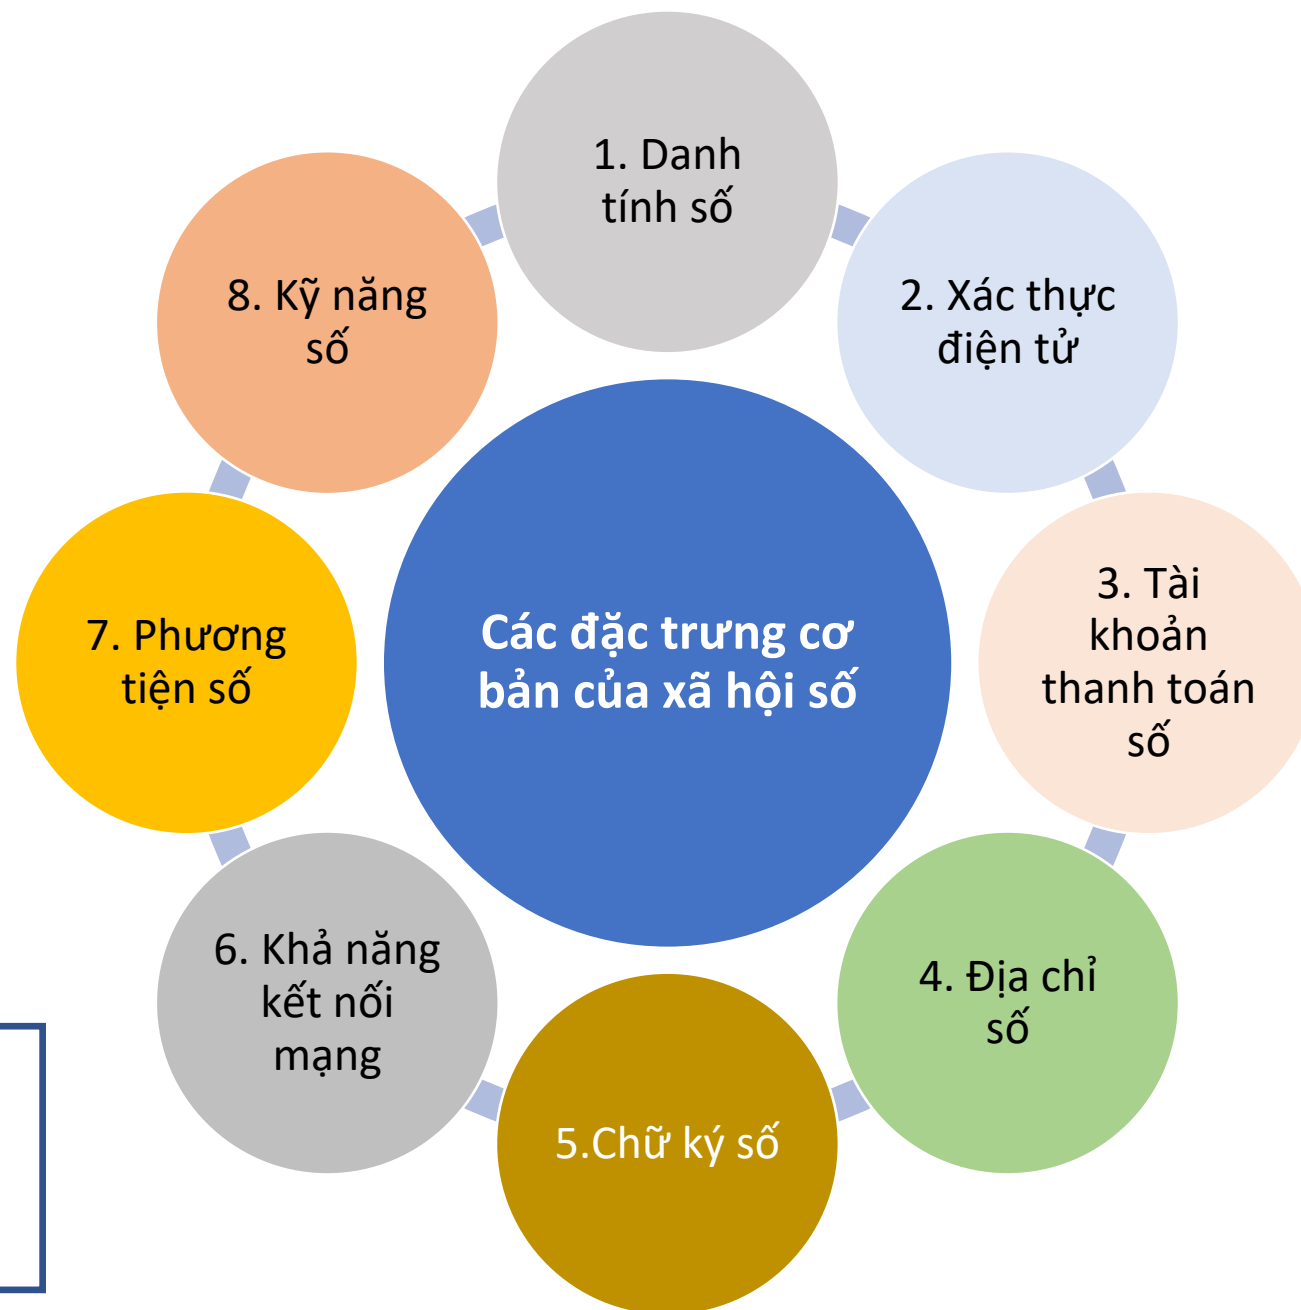 1. Danh
tính số
2. Xác thực
điện tử
3. Tài
khoản
thanh toán
số
4. Địa chỉ
số
5.Chữ ký số
6. Khả năng
kết nối
mạng
7. Phương
tiện số
8. Kỹ năng
số
Các đặc trưng cơ
bản của xã hội số